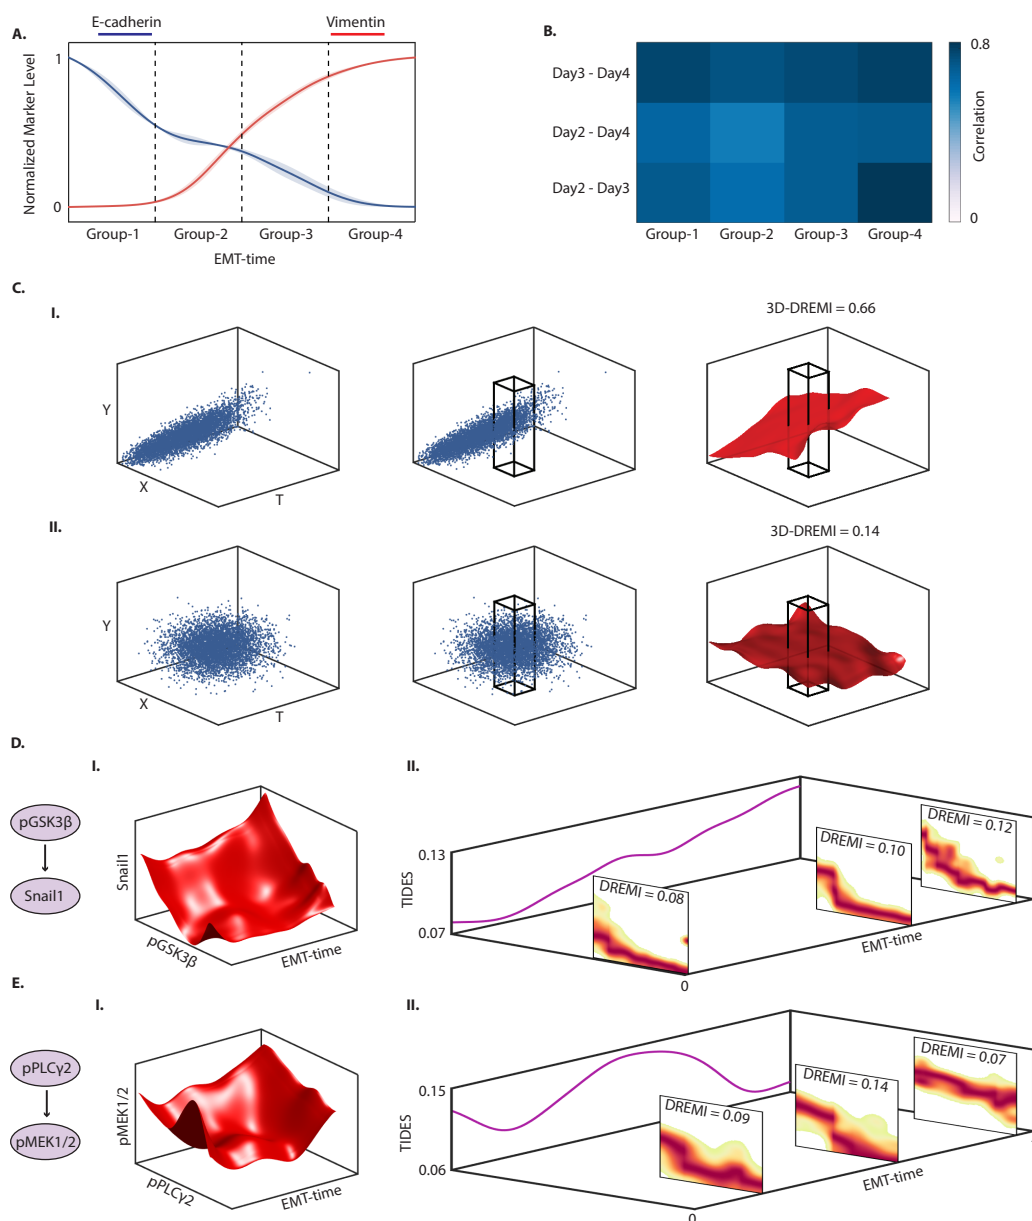 A.
E-cadherin
Vimentin
Normalized Marker Level
1
0
Group-1
Group-2
Group-3
Group-4
EMT-time
B.
Day3 - Day4
Day2 - Day4
Day2 - Day3
Group-1
Group-2
Group-3
Group-4
0.8
Correlation
0
C.
I.
3D-DREMI = 0.66
Y
X
T
II.
3D-DREMI = 0.14
Y
X
T
D.
pGSK3β
Snail1
I.
Snail1
pGSK3β
EMT-time
II.
0.13
TIDES
0.07
DREMI = 0.08
DREMI = 0.10
DREMI = 0.12
EMT-time
0
E.
pPLCγ2
pMEK1/2
I.
pMEK1/2
pPLCγ2
EMT-time
II.
0.15
TIDES
0.06
DREMI = 0.09
DREMI = 0.14
DREMI = 0.07
EMT-time
0